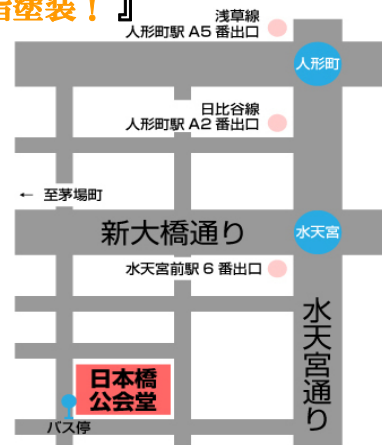 指塗装！』
浅草線
人形町駅 A5 番出口
人形町
日比谷線
人形町駅 A2 番出口
← 至茅場町
新大橋通り
水天宮
水天宮前駅 6 番出口
水天宮通り
日本橋
公会堂
バス停